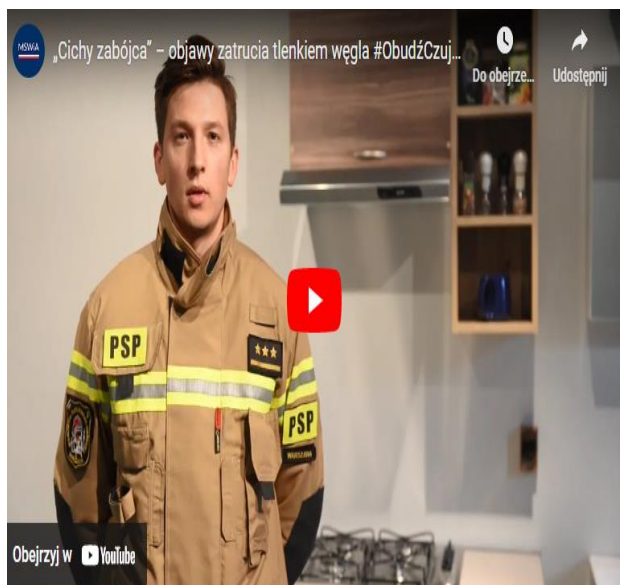 MSWiA
„Cichy zabójca” – objawy zatrucia tlenkiem węgla #ObudźCzuj...
Do obejrze...
Udostępnij
PSP
PSP
WARSZAWA
Obejrzyj w YouTube